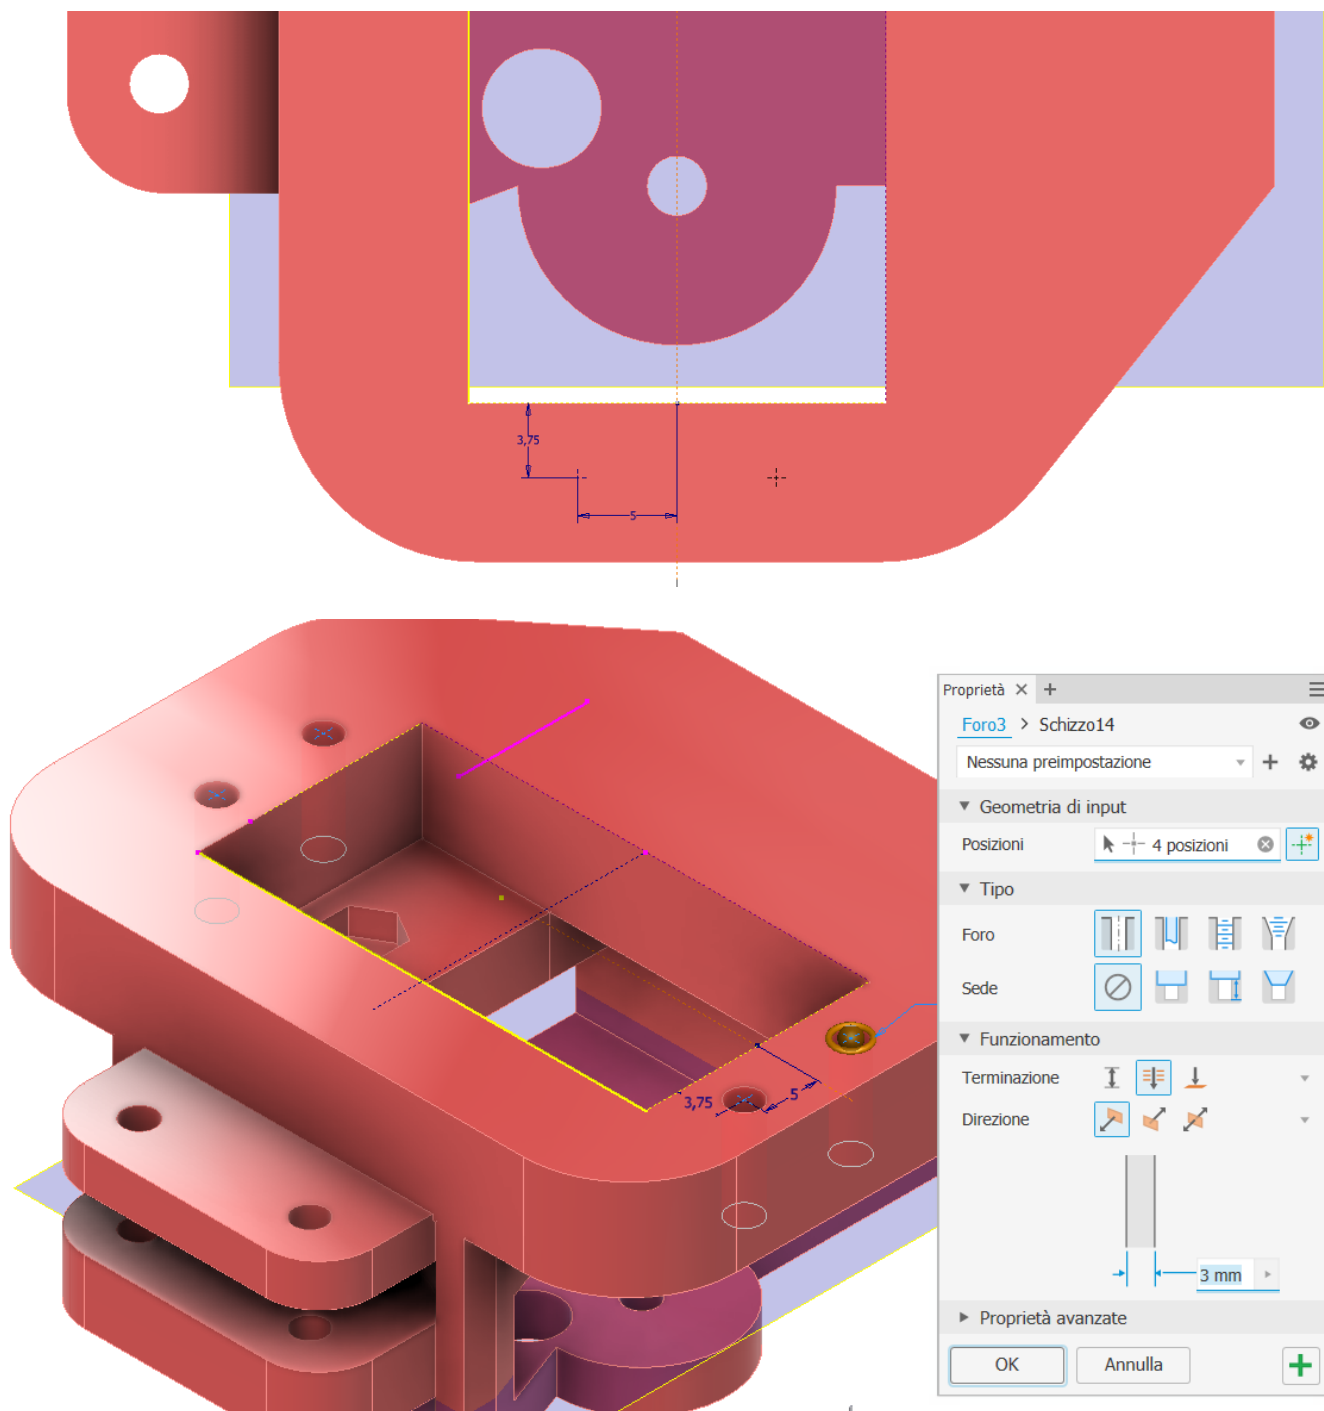 3,75
5
Proprietà
Foro3 > Schizzo14
Nessuna preimpostazione
Geometria di input
Posizioni 4 posizioni
Tipo
Foro
Sede
Funzionamento
Terminazione
Direzione
3,75
5
3 mm
Proprietà avanzate
OK Annulla